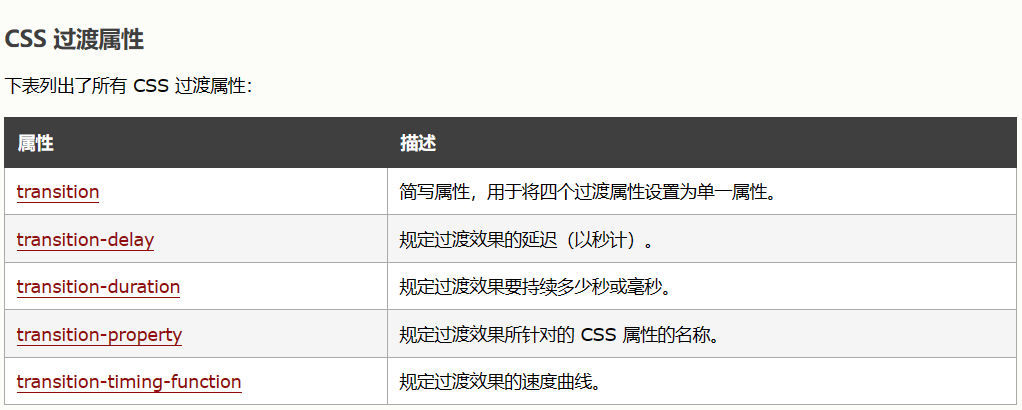 CSS 过渡属性
下表列出了所有 CSS 过渡属性：
属性 描述
transition 简写属性，用于将四个过渡属性设置为单一属性。
transition-delay 规定过渡效果的延迟（以秒计）。
transition-duration 规定过渡效果要持续多少秒或毫秒。
transition-property 规定过渡效果所针对的 CSS 属性的名称。
transition-timing-function 规定过渡效果的速度曲线。